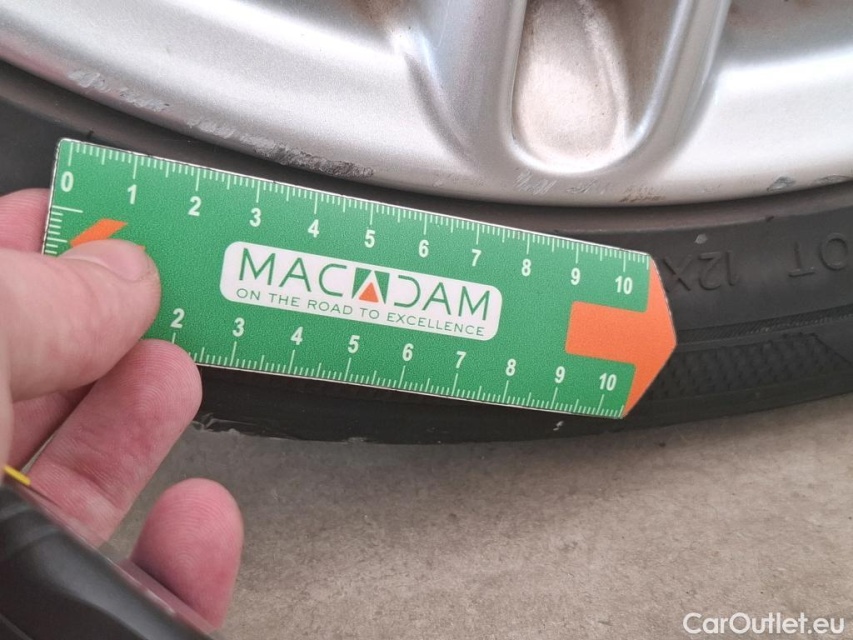 0 1 2 3 4 5 6 7 8 9 10
MACADAM
ON THE ROAD TO EXCELLENCE
2 3 4 5 6 7 8 9 10
CarOutlet.eu